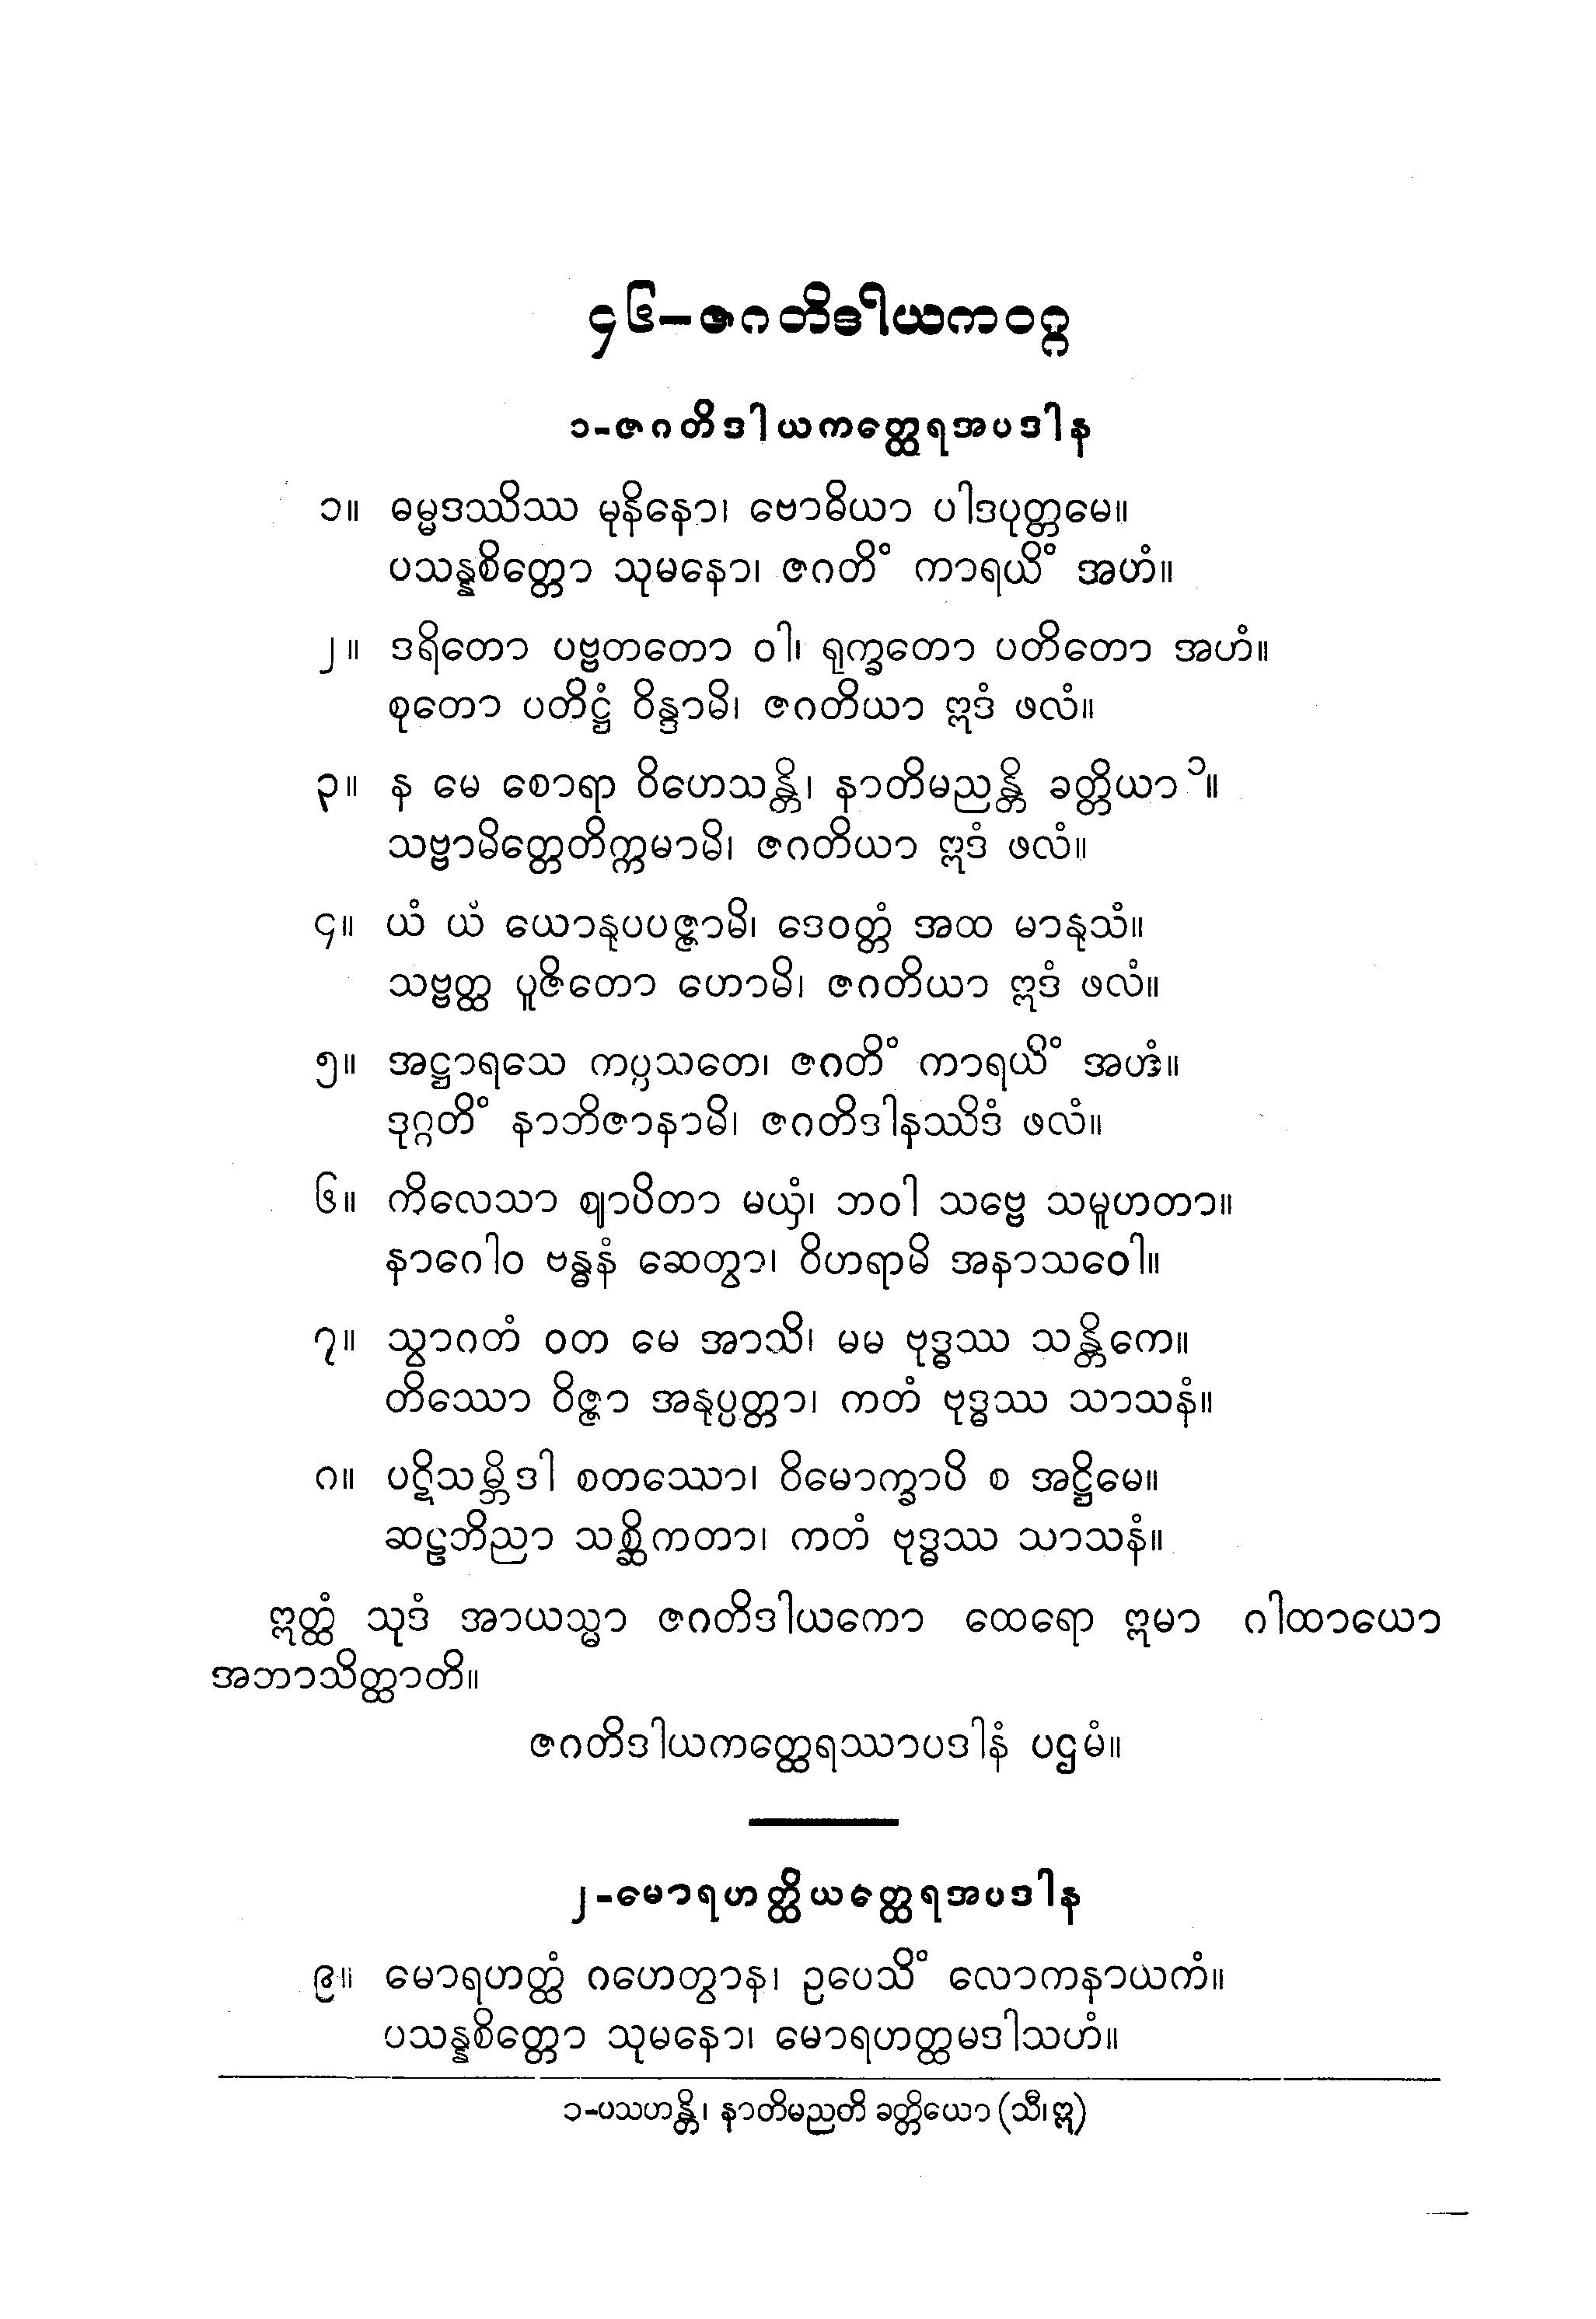 ၄၆-ဇဂတိဒါယကဝဂ္ဂ
၁-ဇဂတိဒါယကတ္ထေရအပဒါန
၁။ ဓမ္မဒဿိဿ မုနိနော၊ ဗောဓိယာ ပါဒပုတ္တမေ။
ပသန္နစိတ္တော သုမနော၊ ဇဂတိံ ကာရယိံ အဟံ။
၂။ ဒရိတော ပဗ္ဗတတော ဝါ၊ ရုက္ခတော ပတိတော အဟံ။
စုတော ပတိဋ္ဌံ ဝိန္ဒာမိ၊ ဇဂတိယာ ဣဒံ ဖလံ။
၃။ န မေ စောရာ ဝိဟေသန္တိ၊ နာတိမညန္တိ ခတ္တိယာ ၁။
သဗ္ဗာမိတ္တေတိက္ကမာမိ၊ ဇဂတိယာ ဣဒံ ဖလံ။
၄။ ယံ ယံ ယောနုပပဇ္ဇာမိ၊ ဒေဝတ္တံ အထ မာနုသံ။
သဗ္ဗတ္ထ ပူဇိတော ဟောမိ၊ ဇဂတိယာ ဣဒံ ဖလံ။
၅။ အဋ္ဌာရသေ ကပ္ပသတေ၊ ဇဂတိံ ကာရယိံ အဟံ။
ဒုဂ္ဂတိံ နာဘိဇာနာမိ၊ ဇဂတိဒါနဿိဒံ ဖလံ။
၆။ ကိလေသာ ဈာပိတာ မယှံ၊ ဘဝါ သဗ္ဗေ သမူဟတာ။
နာဂေါဝ ဗန္ဓနံ ဆေတွာ၊ ဝိဟရာမိ အနာသဝေါ။
၇။ သွာဂတံ ဝတ မေ အာသိ၊ မမ ဗုဒ္ဓဿ သန္တိကေ။
တိဿော ဝိဇ္ဇာ အနုပ္ပတ္တာ၊ ကတံ ဗုဒ္ဓဿ သာသနံ။
၈။ ပဋိသမ္ဘိဒါ စတဿော၊ ဝိမောက္ခာပိ စ အဋ္ဌိမေ။
ဆဠဘိညာ သစ္ဆိကတာ၊ ကတံ ဗုဒ္ဓဿ သာသနံ။
ဣတ္ထံ သုဒံ အာယသ္မာ ဇဂတိဒါယကော ထေရော ဣမာ ဂါထာယော
အဘာသိတ္ထာတိ။
ဇဂတိဒါယကတ္ထေရဿာပဒါနံ ပဌမံ။
၂-မောရဟတ္ထိယတ္ထေရအပဒါန
၉။ မောရဟတ္ထံ ဂဟေတွာန၊ ဥပေသိံ လောကနာယကံ။
ပသန္နစိတ္တော သုမနော၊ မောရဟတ္ထမဒါသဟံ။
၁-ပသဟန္တိ၊ နာတိမညတိ ခတ္တိယော (သီ၊ ဣ)